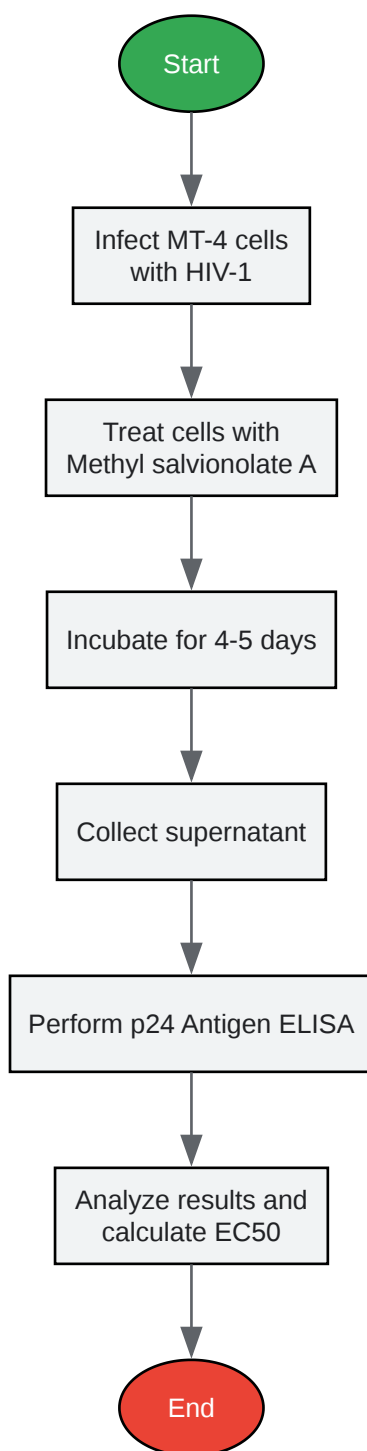 Start
Infect MT-4 cells
with HIV-1
Treat cells with
Methyl salvionolate A
Incubate for 4-5 days
Collect supernatant
Perform p24 Antigen ELISA
Analyze results and
calculate EC50
End